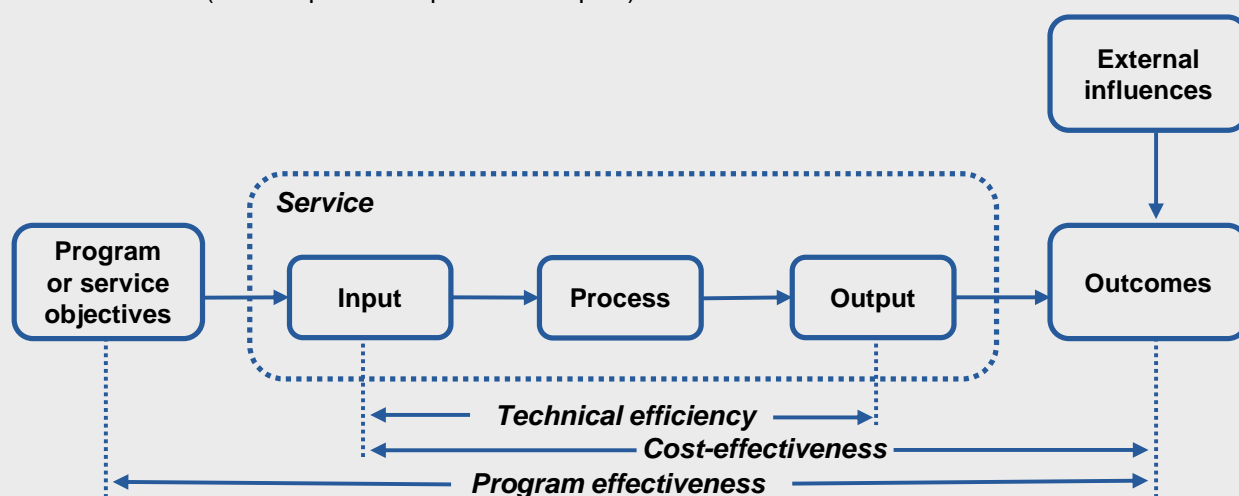 External
influences
Service
Program
or service
objectives
Input
Process
Output
Outcomes
Technical efficiency
Cost-effectiveness
Program effectiveness